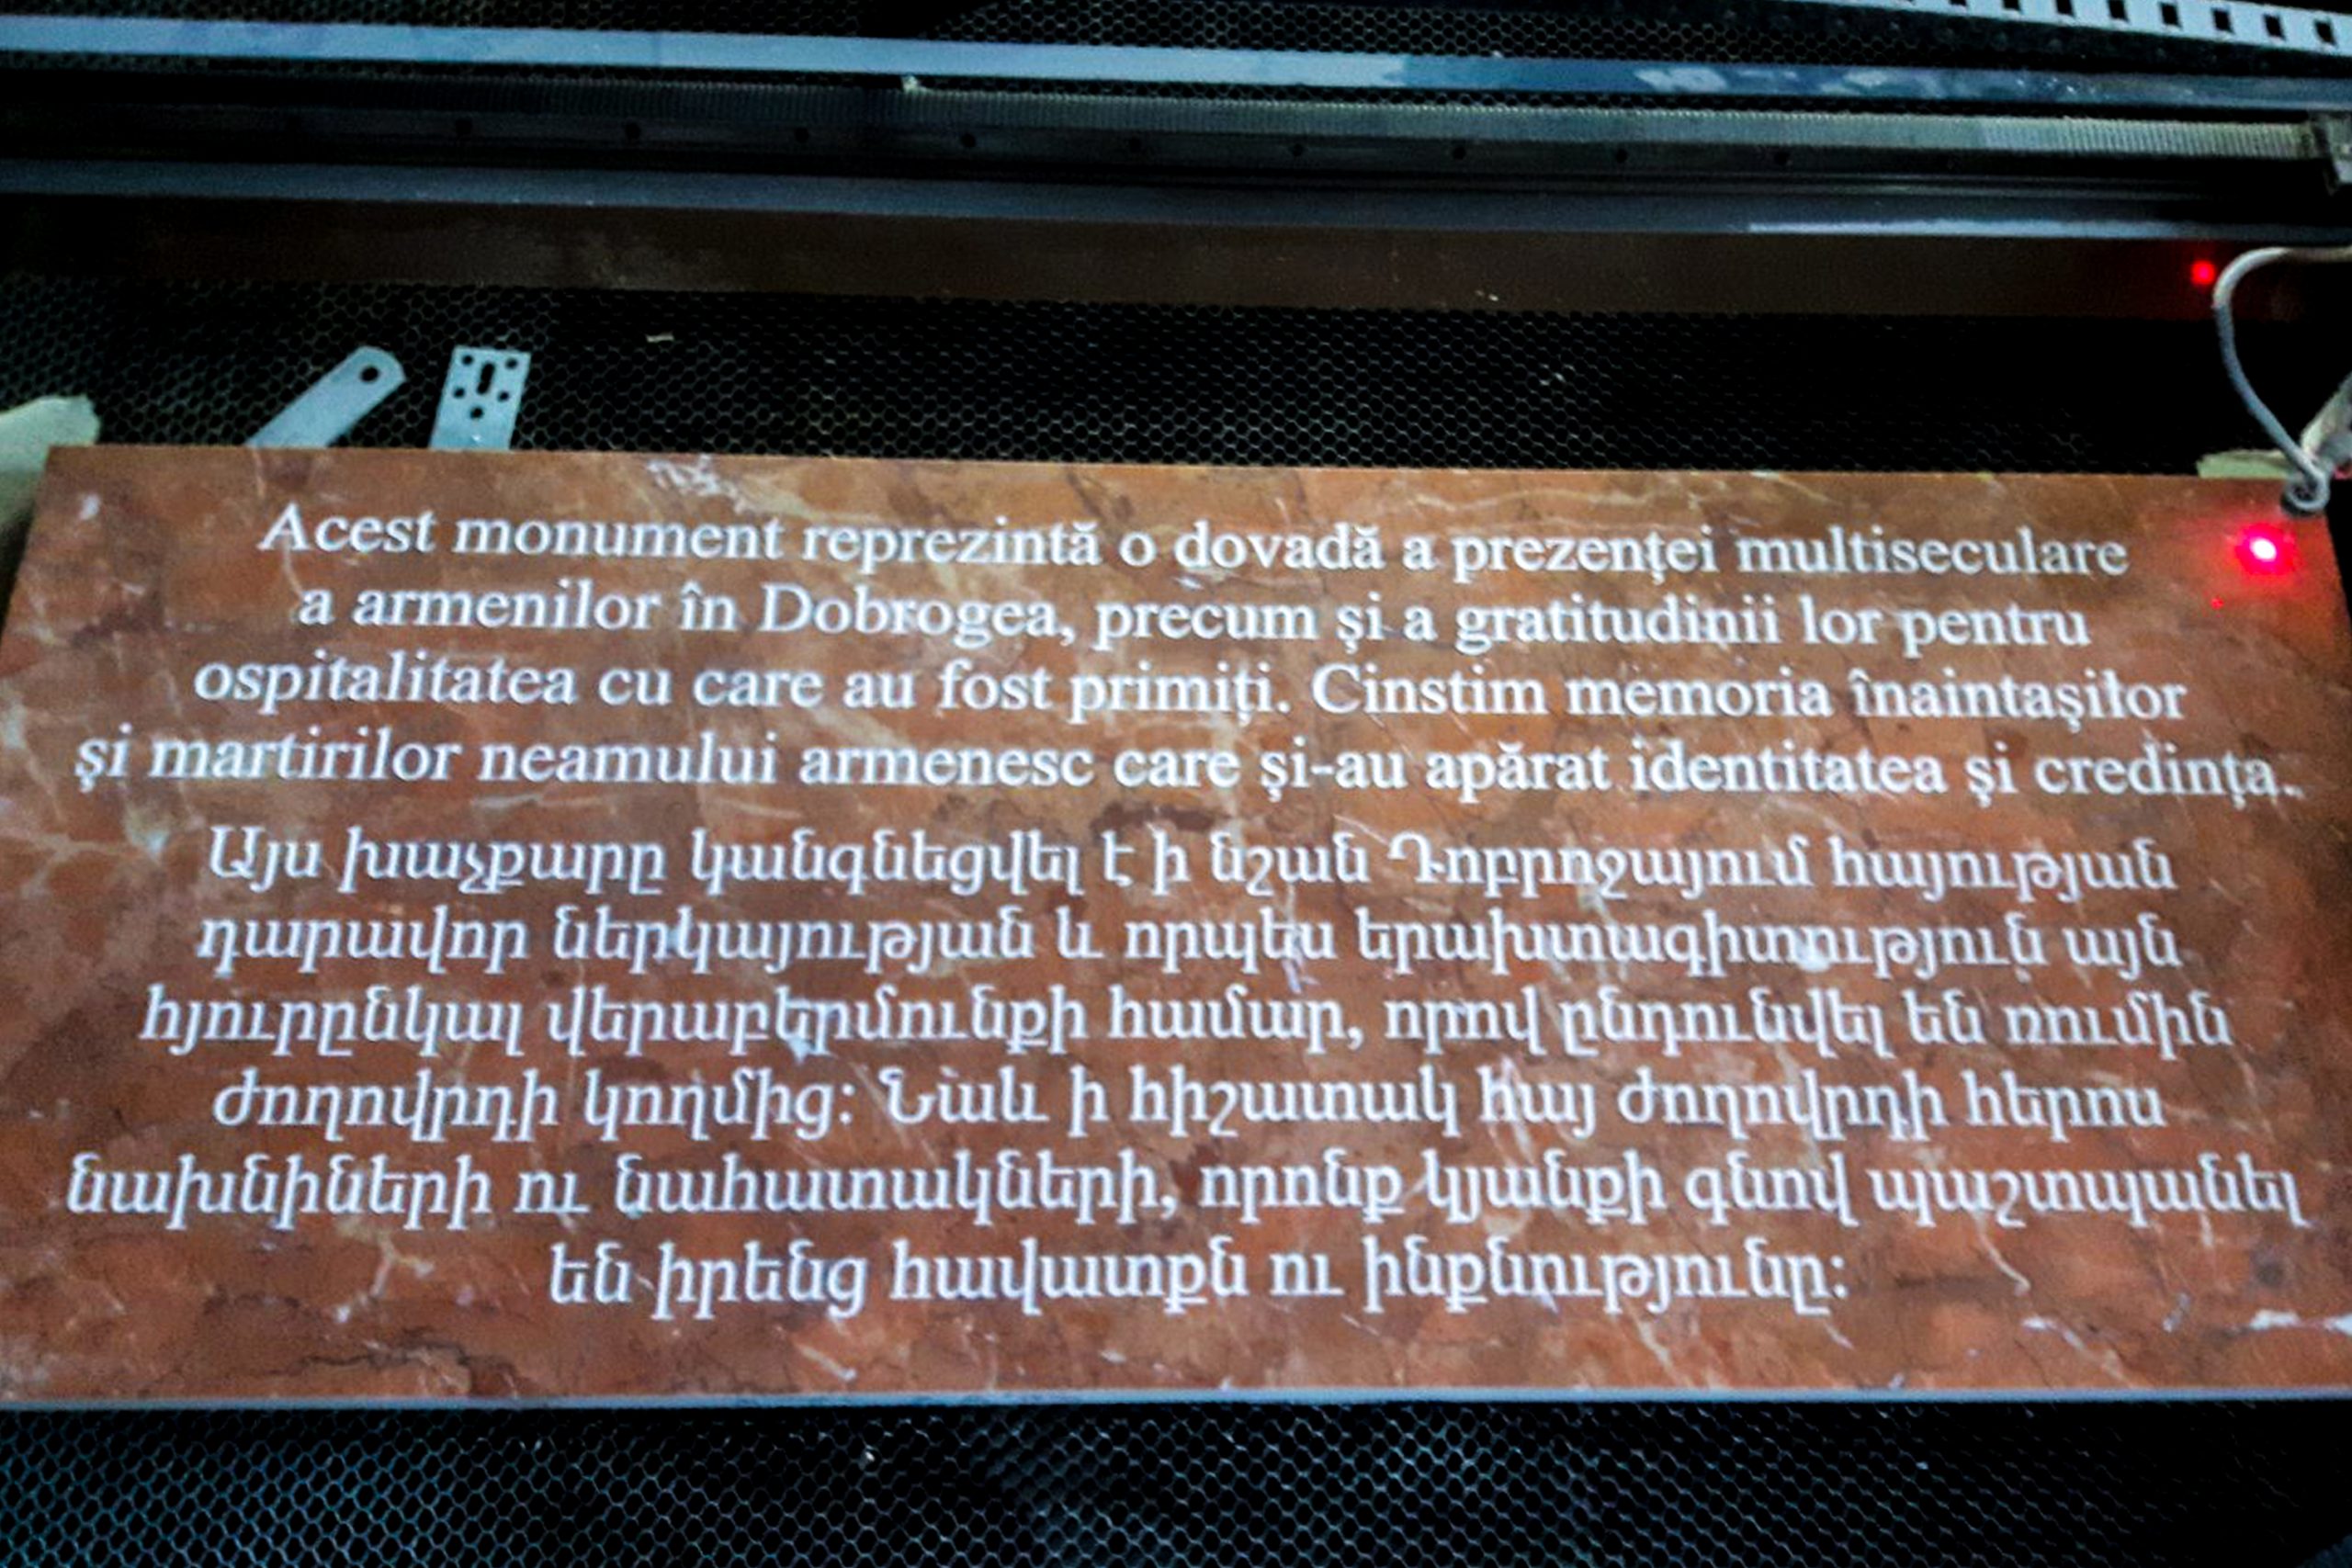 Acest monument reprezintă o dovadă a prezenței multiseculare
a armenilor în Dobrogea, precum și a gratitudinii lor pentru
ospitalitatea cu care au fost primiți. Cinstim memoria înaintașilor
și martirilor neamului armenesc care și-au apărat identitatea și credința.
Այս խաչքարը կանգնեցվել է ի նշան Դոբրոջայում հայության
դարավոր ներկայության և որպես երախտագիտություն այն
հյուրընկալ վերաբերմունքի համար, որով ընդունվել են ռումին
ժողովրդի կողմից: Նաև ի հիշատակ հայ ժողովրդի հերոս
նախնիների ու նահատակների, որոնք կյանքի գնով պաշտպանել
են իրենց հավատքն ու ինքնությունը: